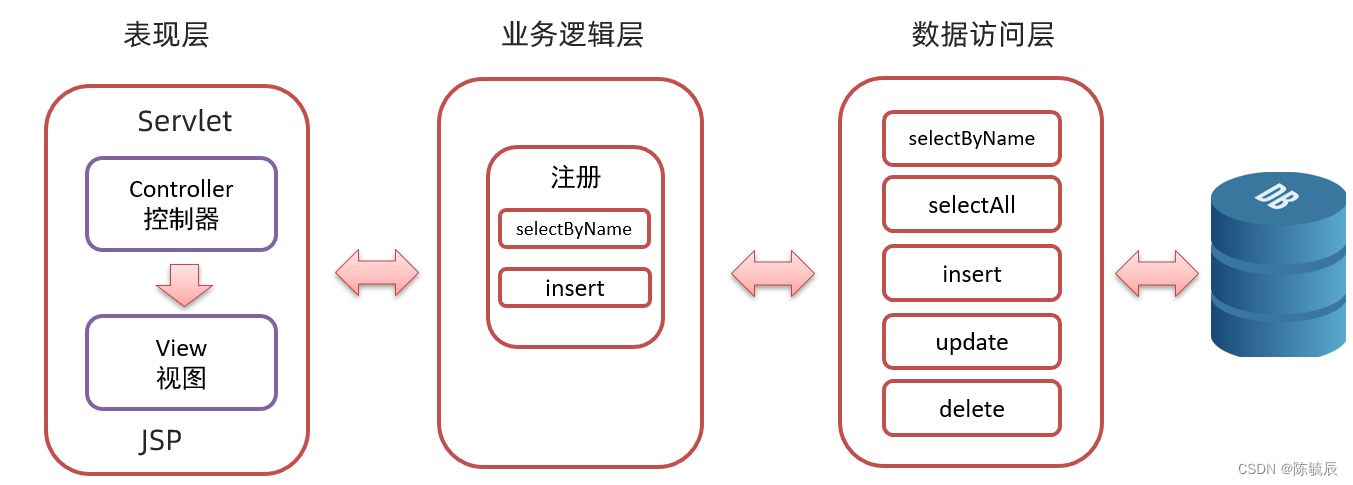 表现层
业务逻辑层
数据访问层
Servlet
Controller
控制器
View
视图
JSP
注册
selectByName
insert
selectByName
selectAll
insert
update
delete
DB
CSDN @陈毓辰